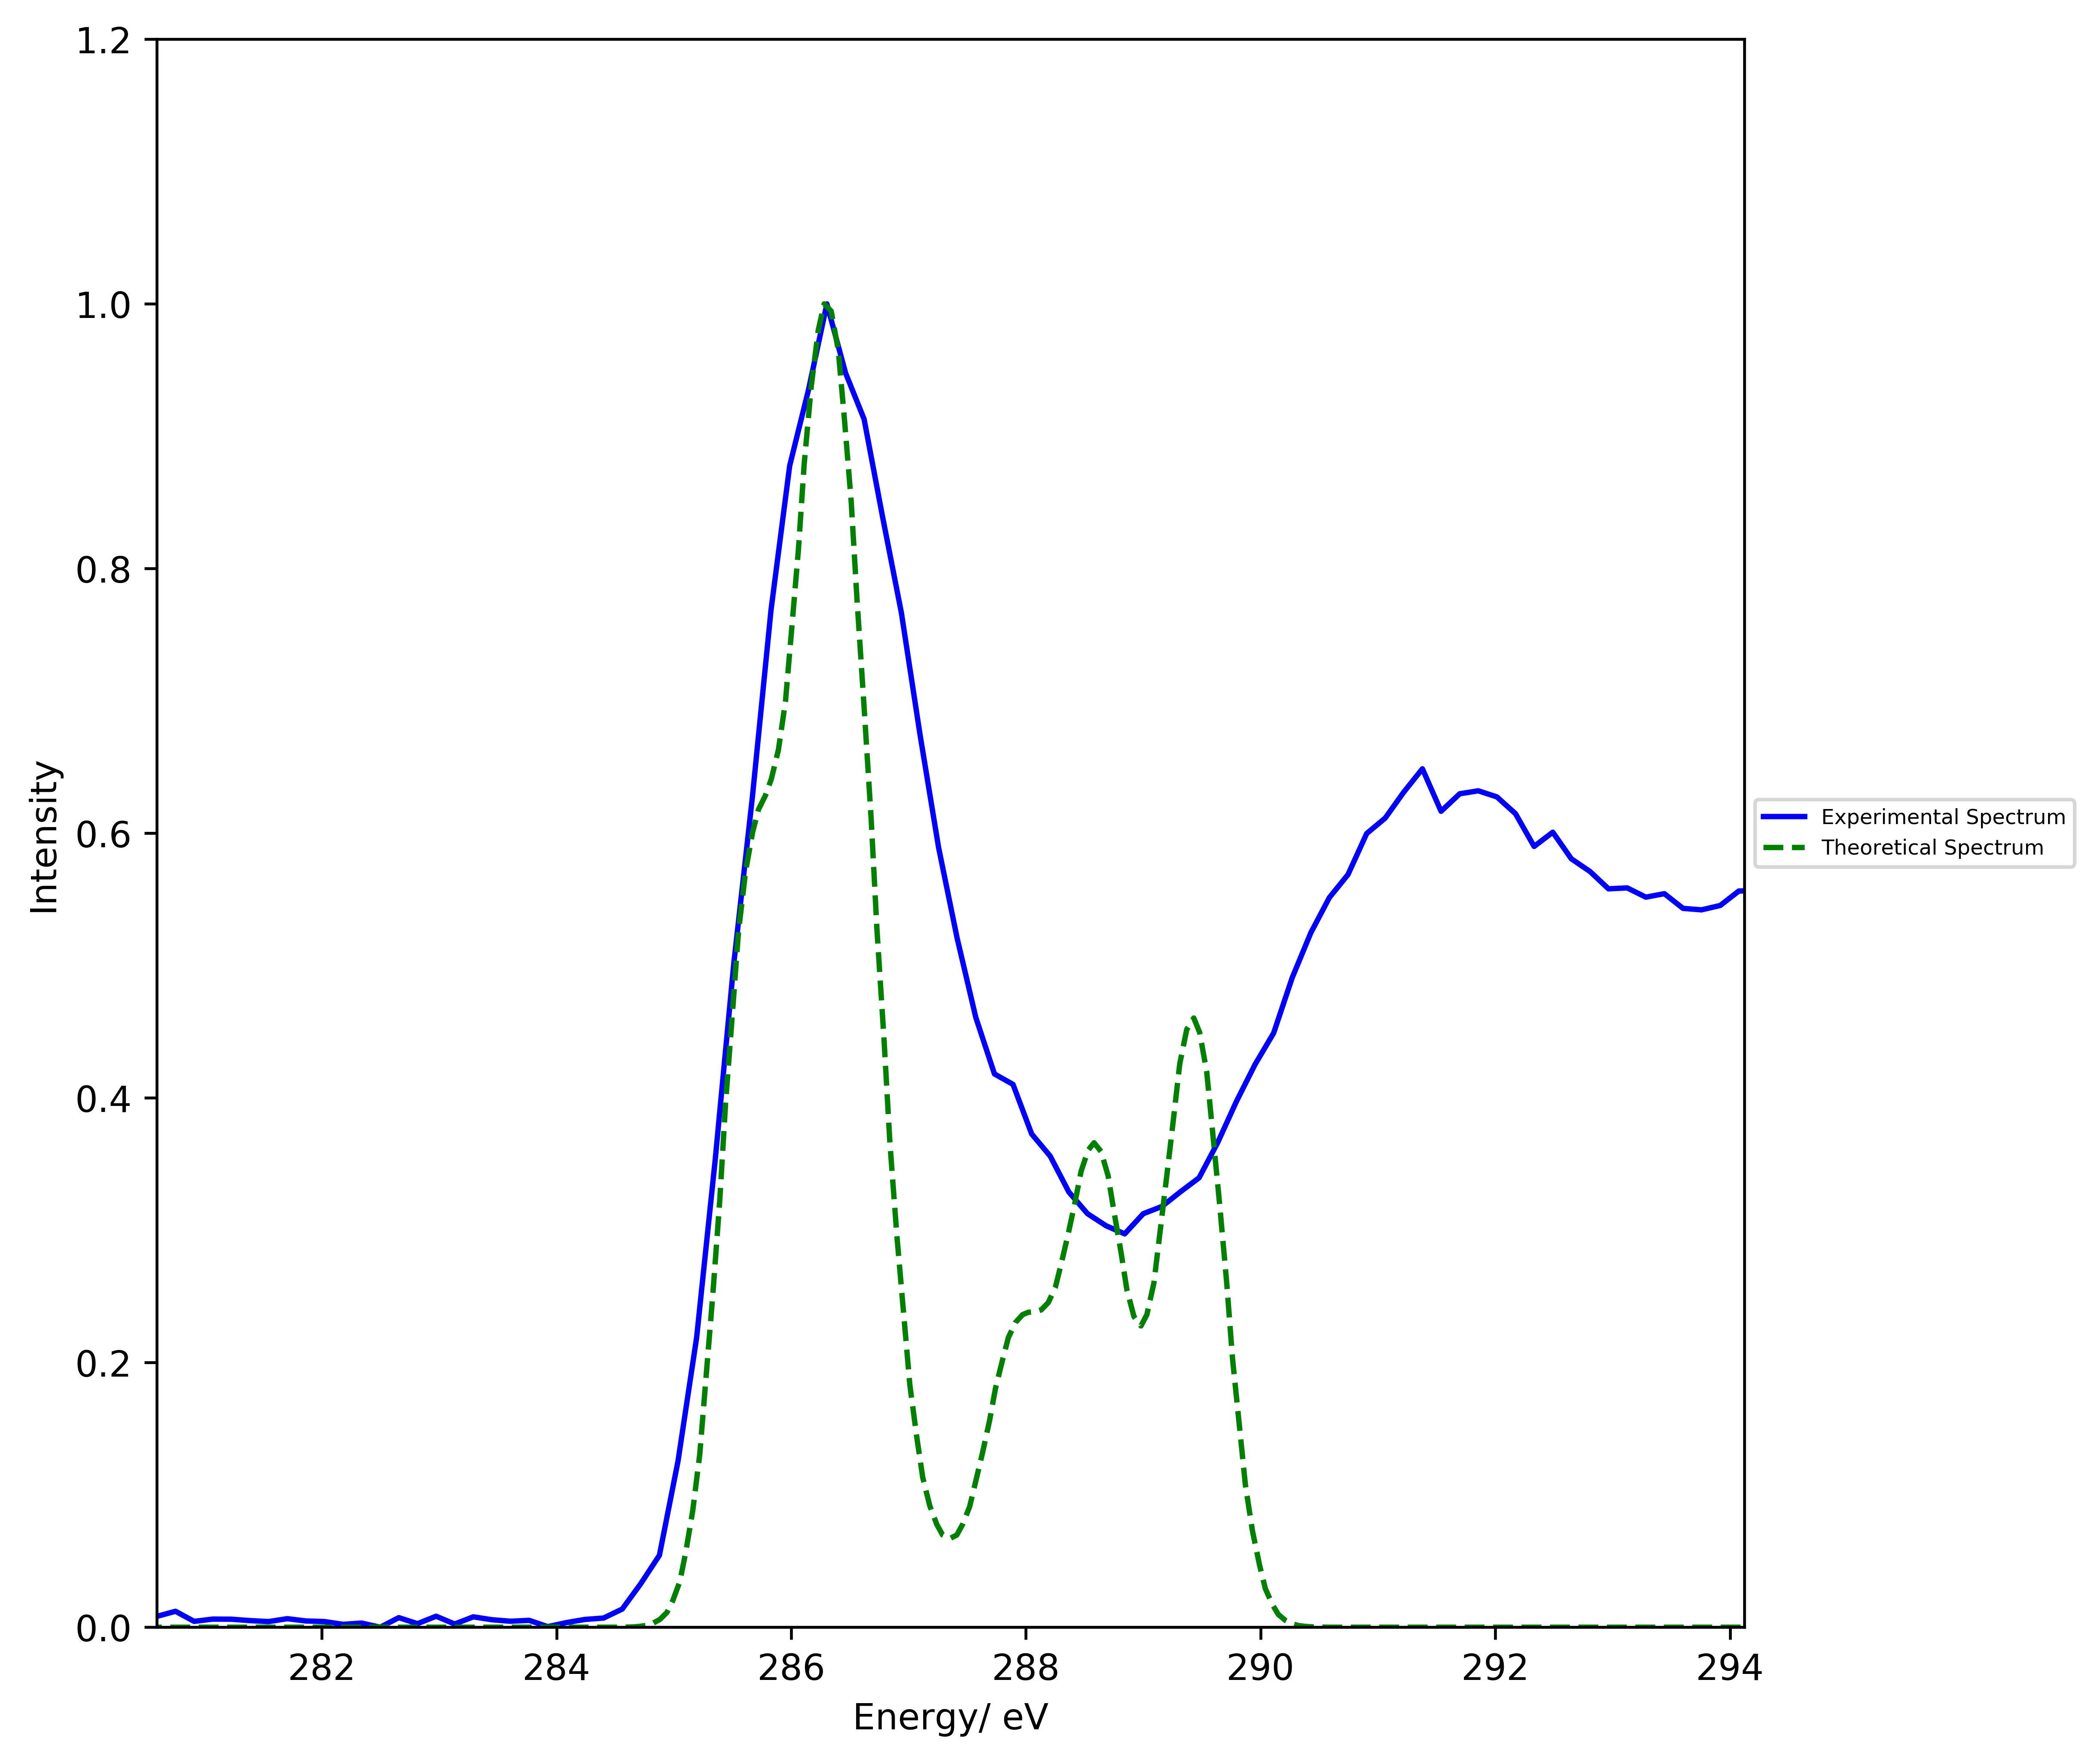 1.2
1.0
0.8
0.6
0.4
0.2
0.0
Intensity
282 284 286 288 290 292 294
Energy/ eV
Experimental Spectrum
Theoretical Spectrum